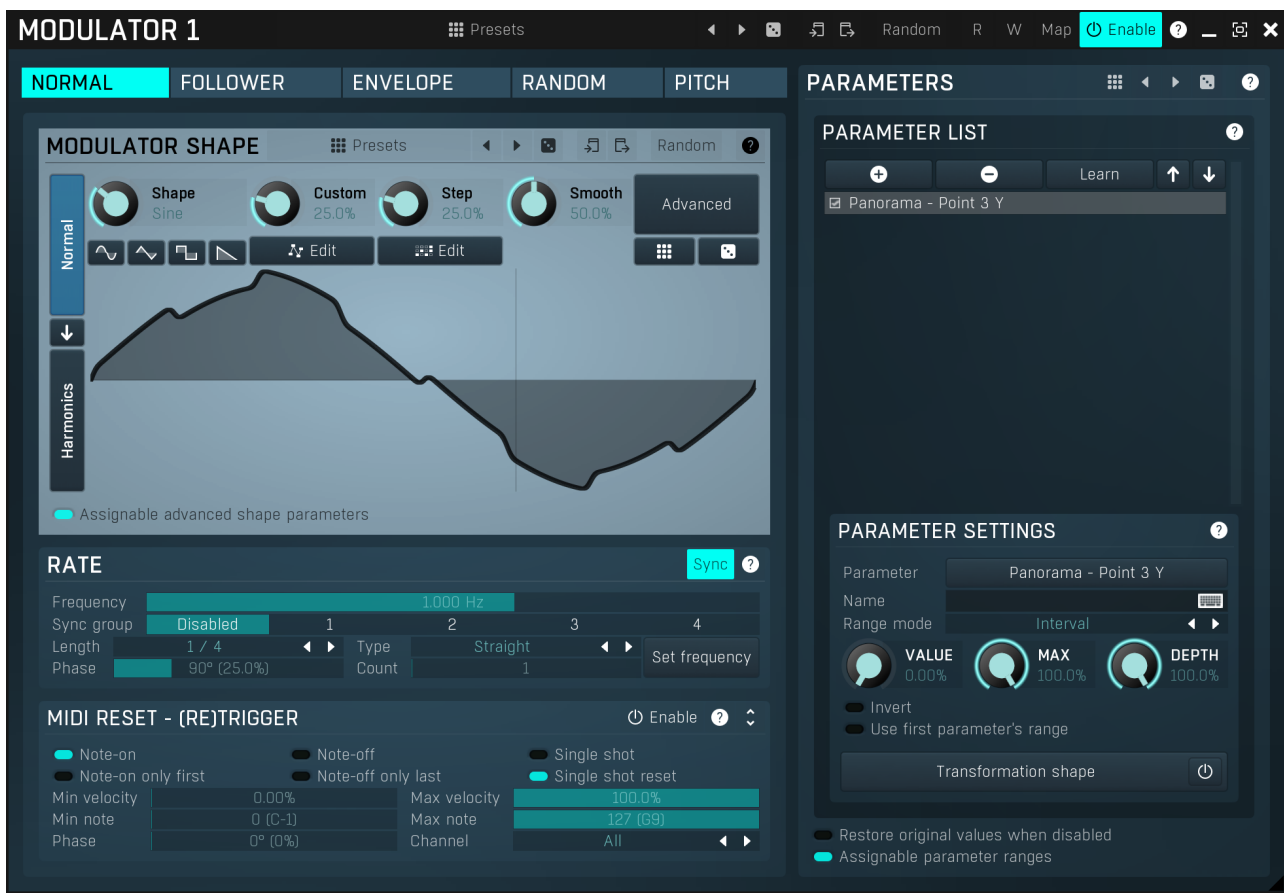 MODULATOR 1 Presets Random R W Map Enable ?
NORMAL FOLLOWER ENVELOPE RANDOM PITCH
MODULATOR SHAPE Presets Random ?
Normal
Harmonics
Shape Sine
Custom 25.0%
Step 25.0%
Smooth 50.0%
Advanced
Edit Edit
Assignable advanced shape parameters
RATE Sync ?
Frequency 1.000 Hz
Sync group Disabled 1 2 3 4
Length 1 / 4 Type Straight
Phase 90° (25.0%) Count 1
Set frequency
MIDI RESET - (RE)TRIGGER Enable ?
Note-on Note-off Single shot
Note-on only first Note-off only last Single shot reset
Min velocity 0.00% Max velocity 100.0%
Min note 0 (C-1) Max note 127 (G9)
Phase 0° (0%) Channel All
PARAMETERS ?
PARAMETER LIST ?
Learn
Panorama - Point 3 Y
PARAMETER SETTINGS ?
Parameter Panorama - Point 3 Y
Name
Range mode Interval
VALUE 0.00%
MAX 100.0%
DEPTH 100.0%
Invert
Use first parameter's range
Transformation shape
Restore original values when disabled
Assignable parameter ranges